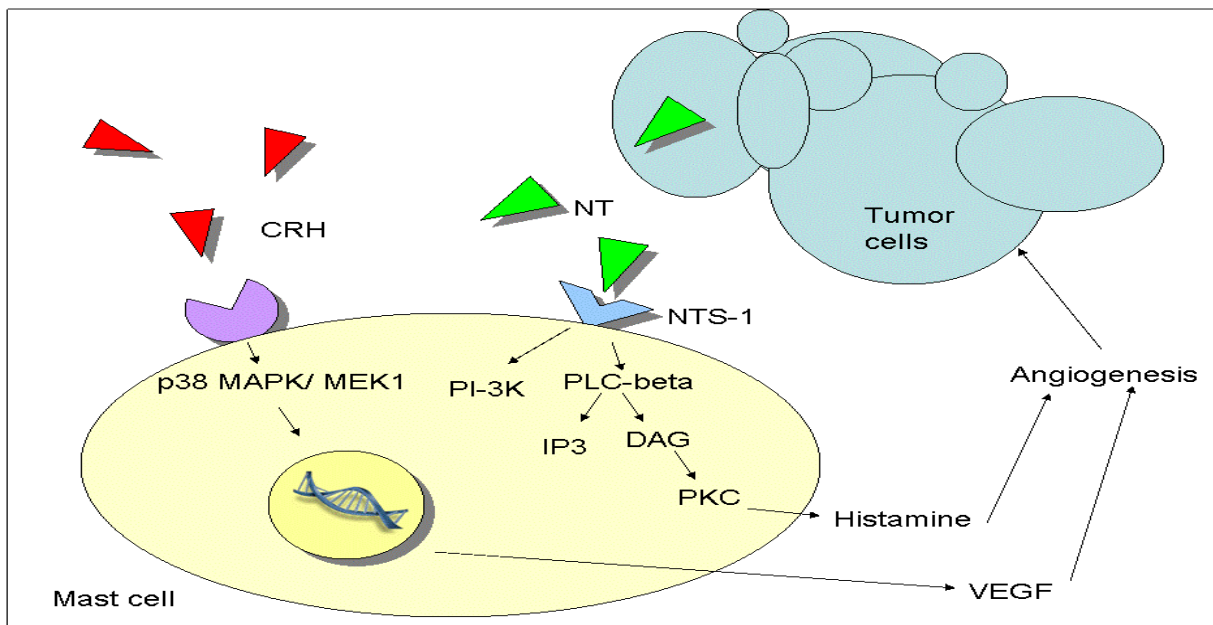 CRH
NT
Tumor
cells
NTS-1
p38 MAPK/ MEK1
PI-3K
PLC-beta
Angiogenesis
IP3
DAG
PKC
Histamine
VEGF
Mast cell